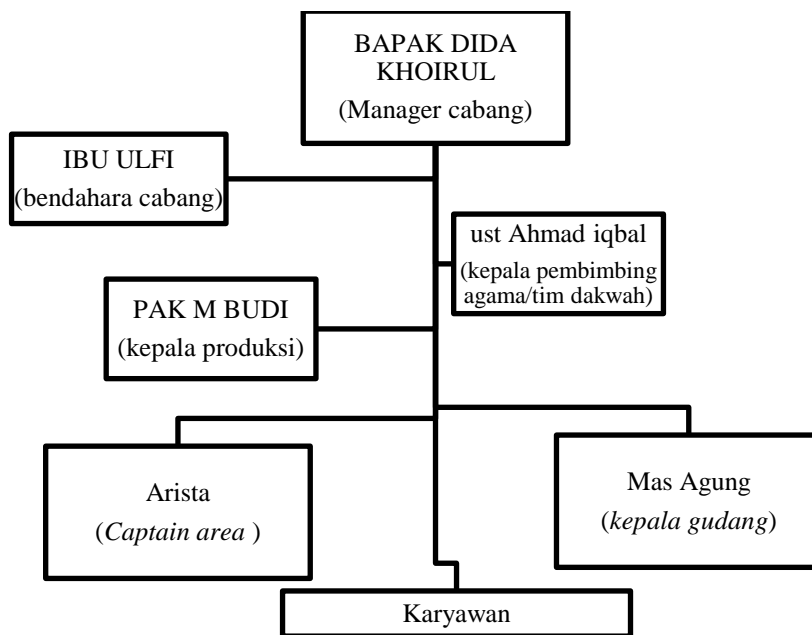 BAPAK DIDA
KHOIRUL
(Manager cabang)
IBU ULFI
(bendahara cabang)
ust Ahmad iqbal
(kepala pembimbing
agama/tim dakwah)
PAK M BUDI
(kepala produksi)
Arista
(Captain area )
Mas Agung
(kepala gudang)
Karyawan